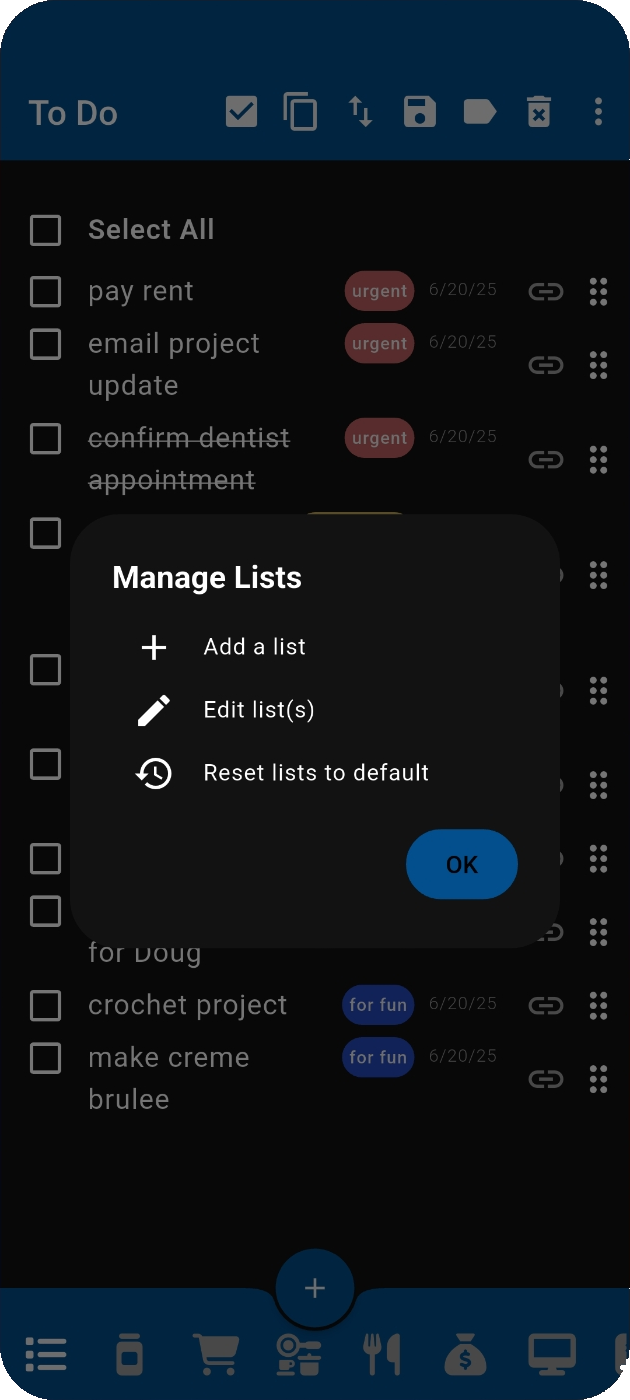 To Do
Select All
pay rent urgent 6/20/25
email project urgent 6/20/25
update
confirm dentist urgent 6/20/25
appointment
Manage Lists
Add a list
Edit list(s)
Reset lists to default
OK
for Doug
crochet project for fun 6/20/25
make creme for fun 6/20/25
brulee